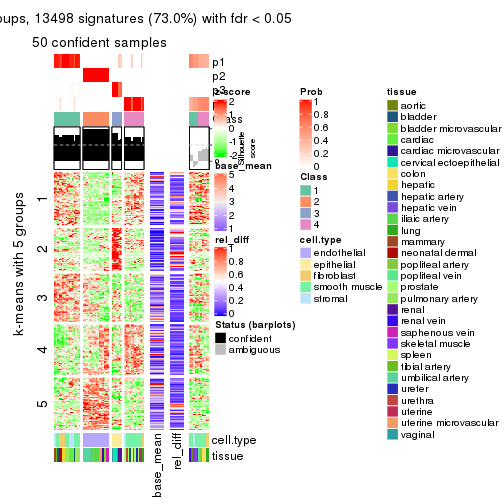 oups, 13498 signatures (73.0%) with fdr < 0.05
50 confident samples
p1
p2
p3
1
2
3
4
5
k-means with 5 groups
Silhouette
score
z-score
2
1
0
-1
-2
base_mean
5
4
3
2
1
rel_diff
1
0.8
0.6
0.4
0.2
0
Status (barplots)
confident
ambiguous
cell.type
tissue
base_mean
rel_diff
Prob
1
0.8
0.6
0.4
0.2
0
Class
1
2
3
4
cell.type
endothelial
epithelial
fibroblast
smooth muscle
stromal
tissue
aortic
bladder
bladder microvascular
cardiac
cardiac microvascular
cervical ectoepithelial
colon
hepatic
hepatic artery
hepatic vein
iliac artery
lung
mammary
neonatal dermal
popliteal artery
popliteal vein
prostate
pulmonary artery
renal
renal vein
saphenous vein
skeletal muscle
spleen
tibial artery
umbilical artery
ureter
urethra
uterine
uterine microvascular
vaginal